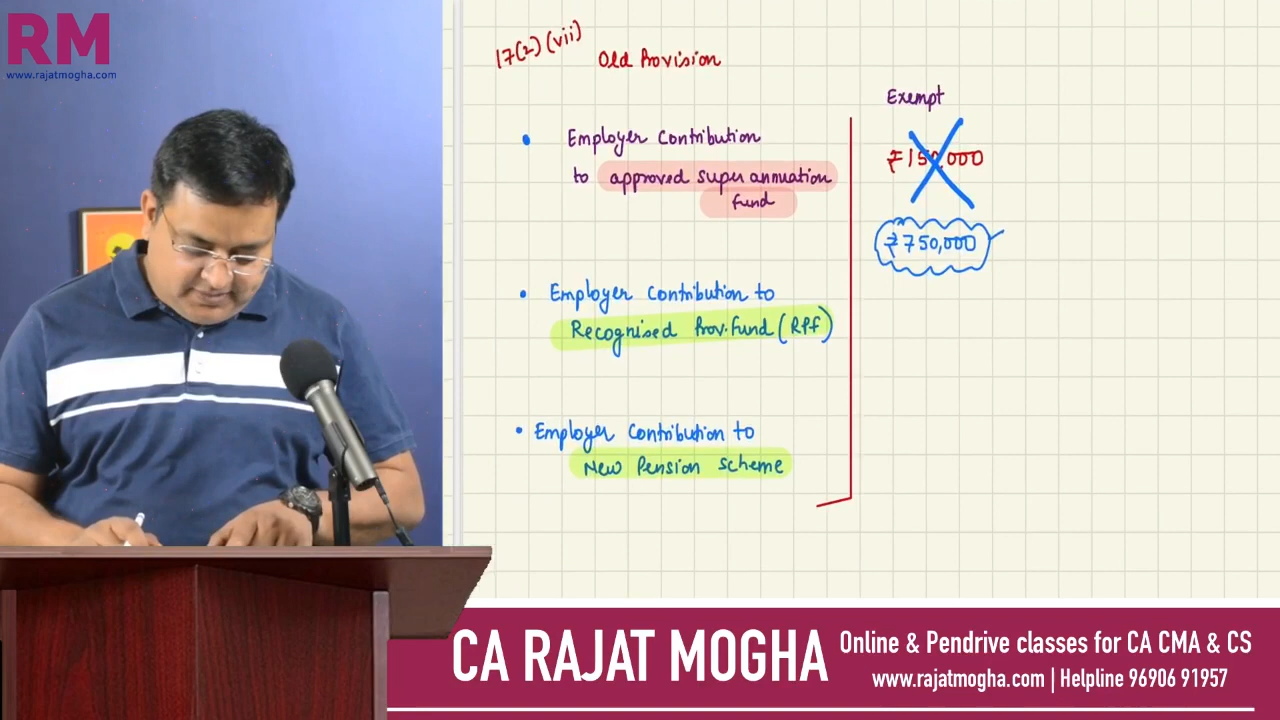 RM
www.rajatmogha.com
17(2)(vii)
Old Provision
Exempt
• Employer Contribution
to approved super annuation
fund
₹150,000
₹750,000
• Employer Contribution to
Recognised Prov. Fund (RPF)
• Employer Contribution to
New Pension scheme
CA RAJAT MOGHA
Online & Pendrive classes for CA CMA & CS
www.rajatmogha.com | Helpline 96906 91957